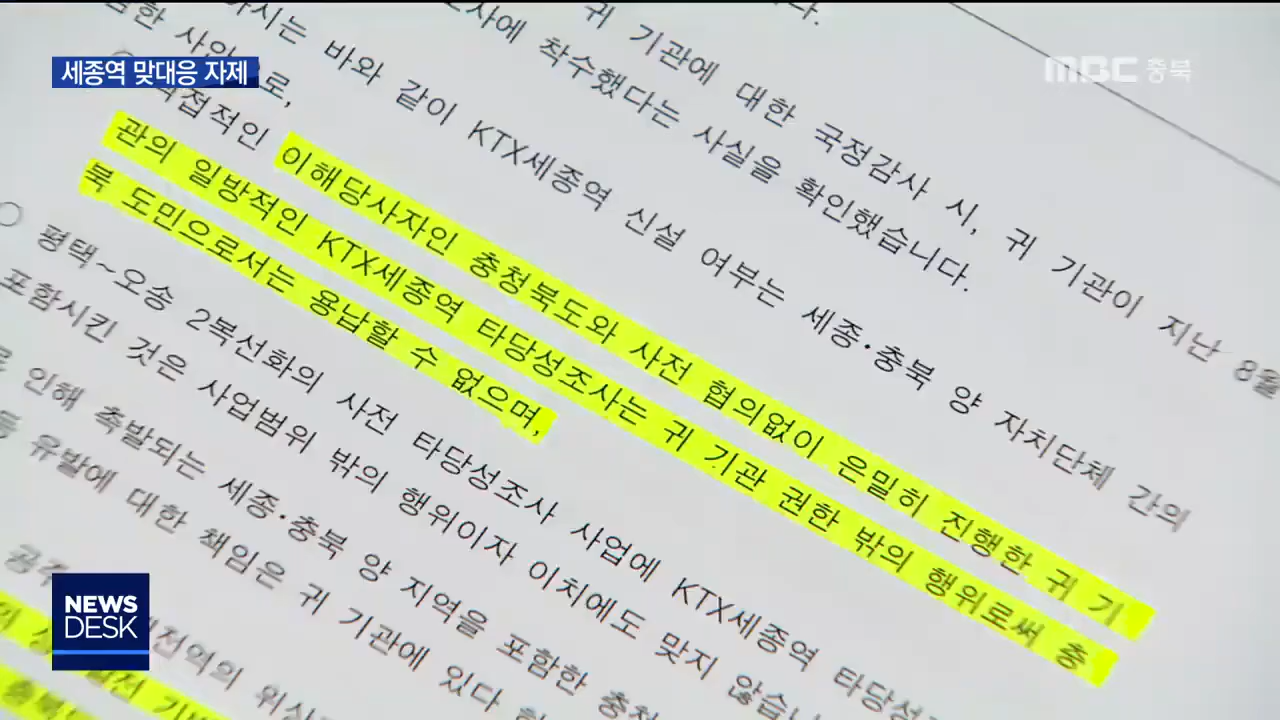 세종역 맞대응 자제
MBC 충북
귀 기관에 대한 국정감사 시, 귀 기관이 지난 8월
착수했다는 사실을 확인했습니다.
바와 같이 KTX세종역 신설 여부는 세종·충북 양 자치단체 간의
사안으로,
직접적인 이해당사자인 충청북도와 사전 협의없이 은밀히 진행한 귀 기
관의 일방적인 KTX세종역 타당성조사는 귀 기관 권한 밖의 행위로써 충
북 도민으로서는 용납할 수 없으며,
○ 평택~오송 2복선화의 사전 타당성조사 사업에 KTX세종역
포함시킨 것은 사업범위 밖의 행위이자 이치에도 맞지
인해 촉발되는 세종·충북 양 지역을 포함한
유발에 대한 책임은 귀 기관에 있다
NEWS
DESK